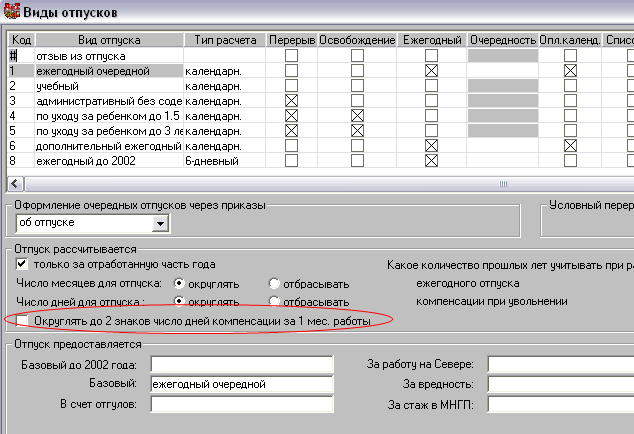 Виды отпусков
Код Вид отпуска Тип расчета Перерыв Освобождение Ежегодный Очередность Опл.календ. Списо
# отзыв из отпуска
1 ежегодный очередной календарн.
2 учебный календарн.
3 административный без соде календарн.
4 по уходу за ребенком до 1.5 календарн.
5 по уходу за ребенком до 3 ле календарн.
6 дополнительный ежегодный календарн.
8 ежегодный до 2002 6-дневный
Оформление очередных отпусков через приказы Условный перер
об отпуске
Отпуск рассчитывается
только за отработанную часть года Какое количество прошлых лет учитывать при ра
Число месяцев для отпуска: округлять отбрасывать ежегодного отпуска
Число дней для отпуска : округлять отбрасывать компенсации при увольнении
Округлять до 2 знаков число дней компенсации за 1 мес. работы
Отпуск предоставляется
Базовый до 2002 года: За работу на Севере:
Базовый: ежегодный очередной За вредность:
В счет отгулов: За стаж в МНГП: